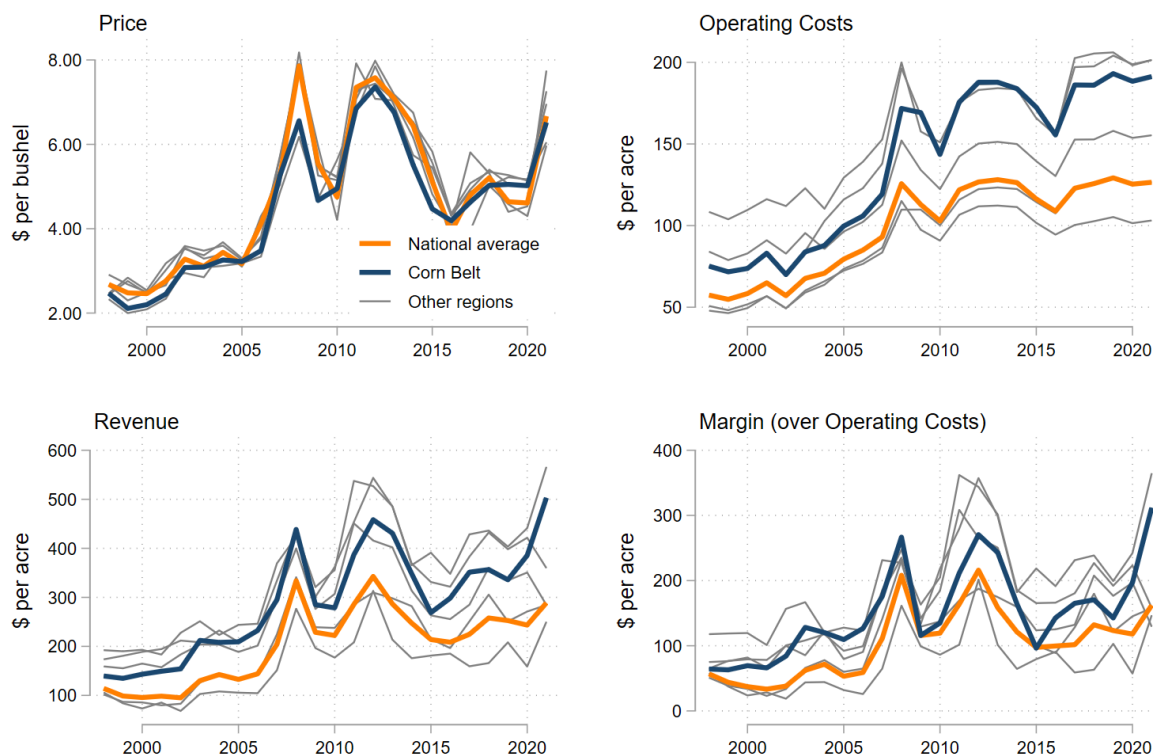 Price
$ per bushel
8.00
6.00
4.00
2.00
National average
Corn Belt
Other regions
2000 2005 2010 2015 2020
Operating Costs
$ per acre
200
150
100
50
2000 2005 2010 2015 2020
Revenue
$ per acre
600
500
400
300
200
100
2000 2005 2010 2015 2020
Margin (over Operating Costs)
$ per acre
400
300
200
100
0
2000 2005 2010 2015 2020